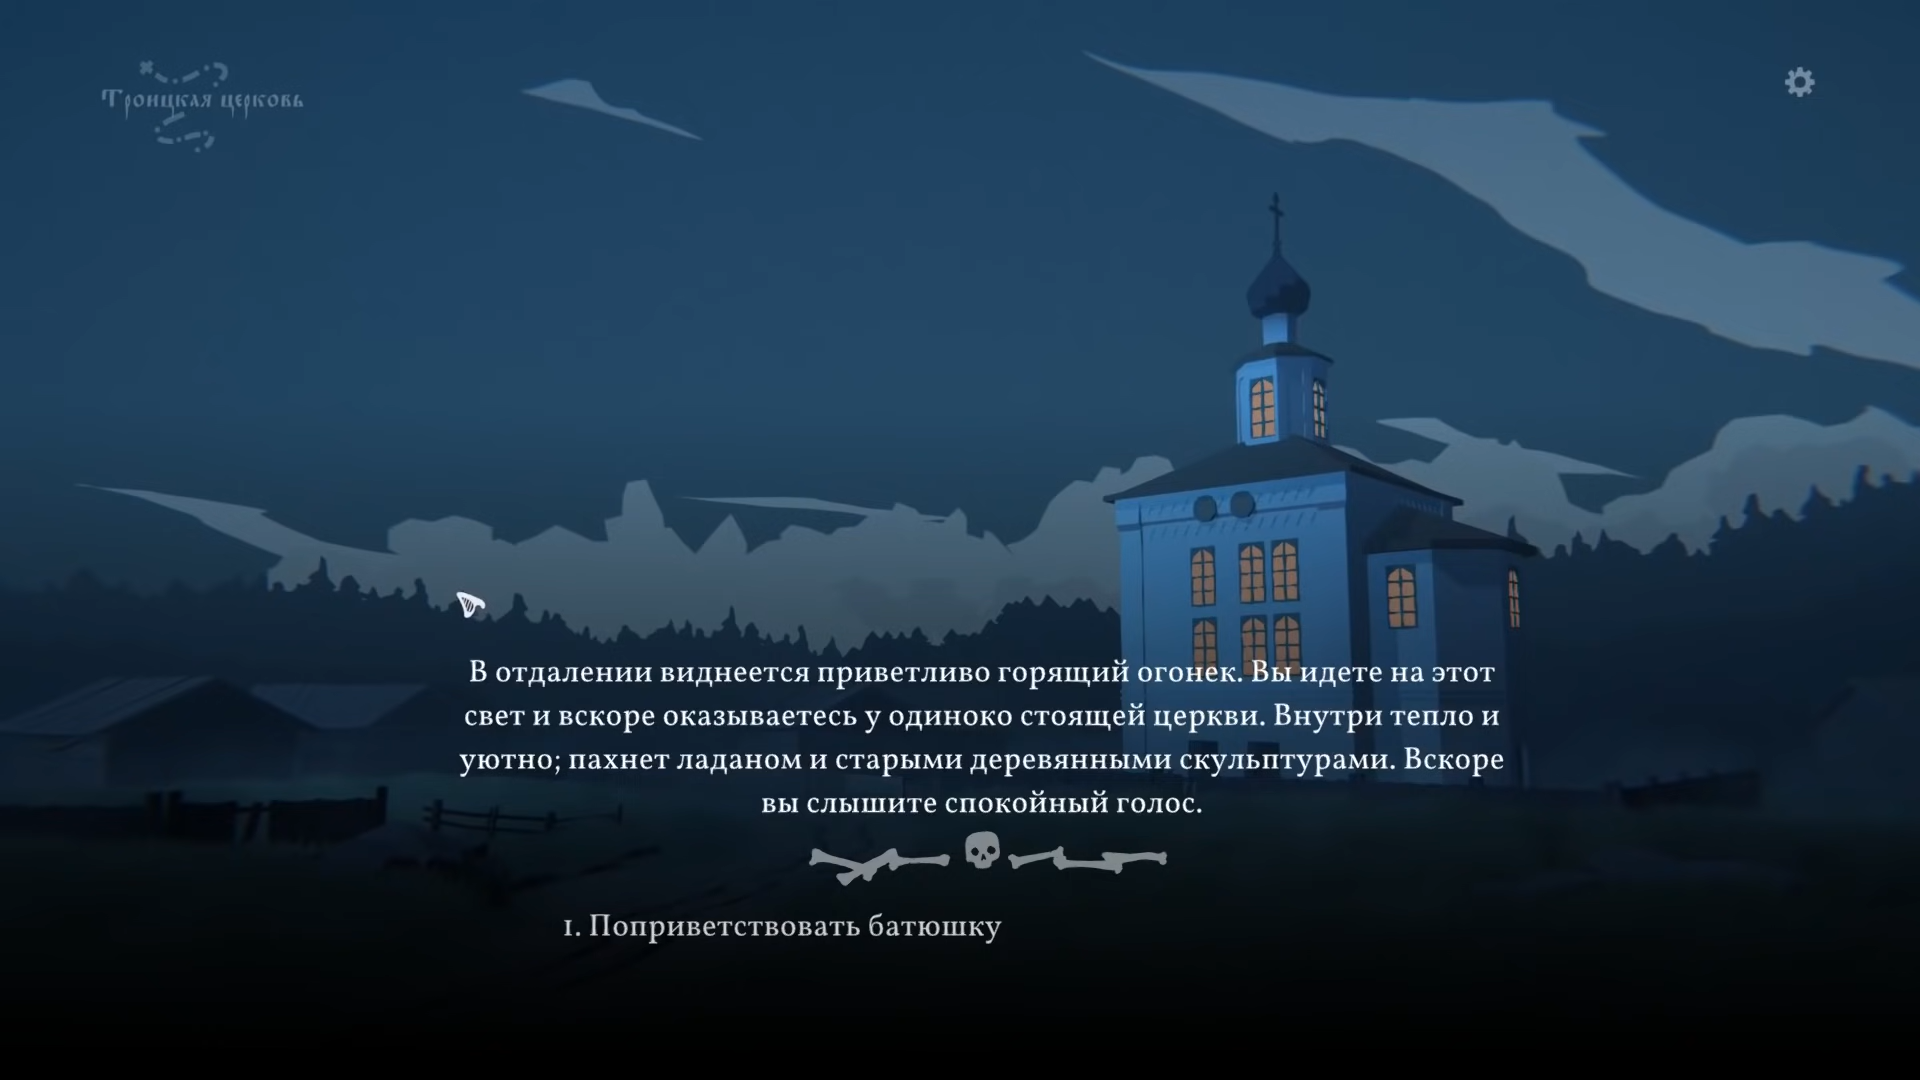 Троицкая церковь
В отдалении виднеется приветливо горящий огонек. Вы идете на этот
свет и вскоре оказываетесь у одиноко стоящей церкви. Внутри тепло и
уютно; пахнет ладаном и старыми деревянными скульптурами. Вскоре
вы слышите спокойный голос.
1. Поприветствовать батюшку